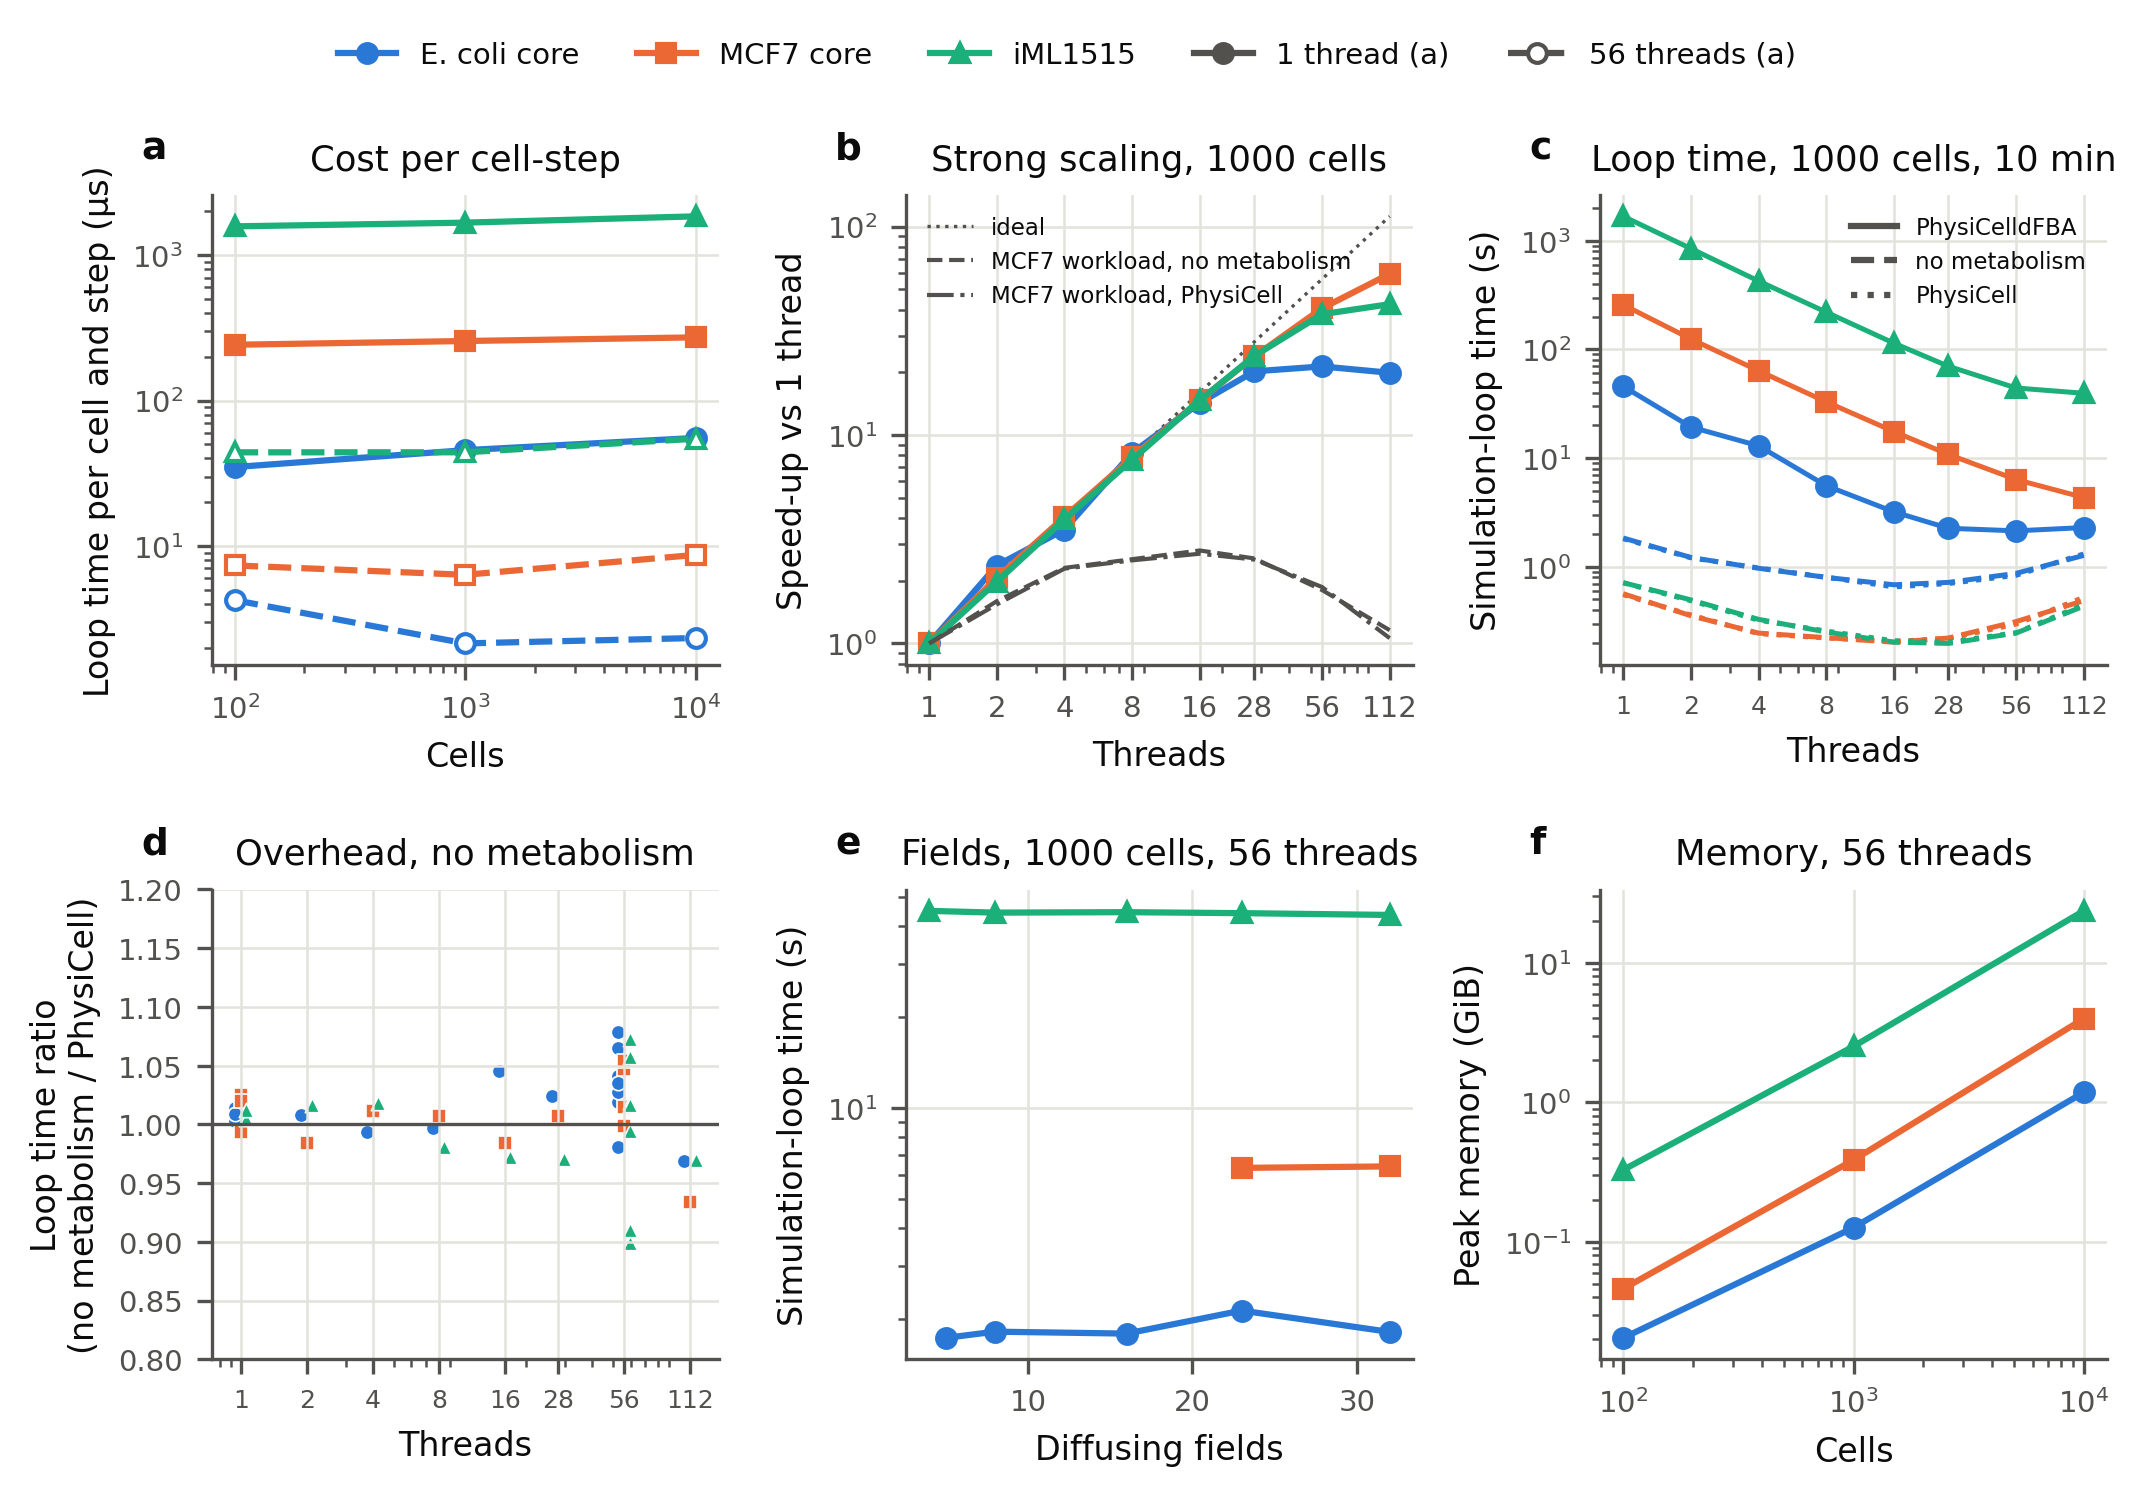 E. coli core
MCF7 core
iML1515
1 thread (a)
56 threads (a)
a
Cost per cell-step
Loop time per cell and step (µs)
10³
10²
10¹
10²
10³
10⁴
Cells
b
Strong scaling, 1000 cells
Speed-up vs 1 thread
ideal
MCF7 workload, no metabolism
MCF7 workload, PhysiCell
10²
10¹
10⁰
1
2
4
8
16
28
56
112
Threads
c
Loop time, 1000 cells, 10 min
Simulation-loop time (s)
PhysiCelldFBA
no metabolism
PhysiCell
10³
10²
10¹
10⁰
1
2
4
8
16
28
56
112
Threads
d
Overhead, no metabolism
Loop time ratio
(no metabolism / PhysiCell)
1.20
1.15
1.10
1.05
1.00
0.95
0.90
0.85
0.80
1
2
4
8
16
28
56
112
Threads
e
Fields, 1000 cells, 56 threads
Simulation-loop time (s)
10¹
10
20
30
Diffusing fields
f
Memory, 56 threads
Peak memory (GiB)
10¹
10⁰
10⁻¹
10²
10³
10⁴
Cells